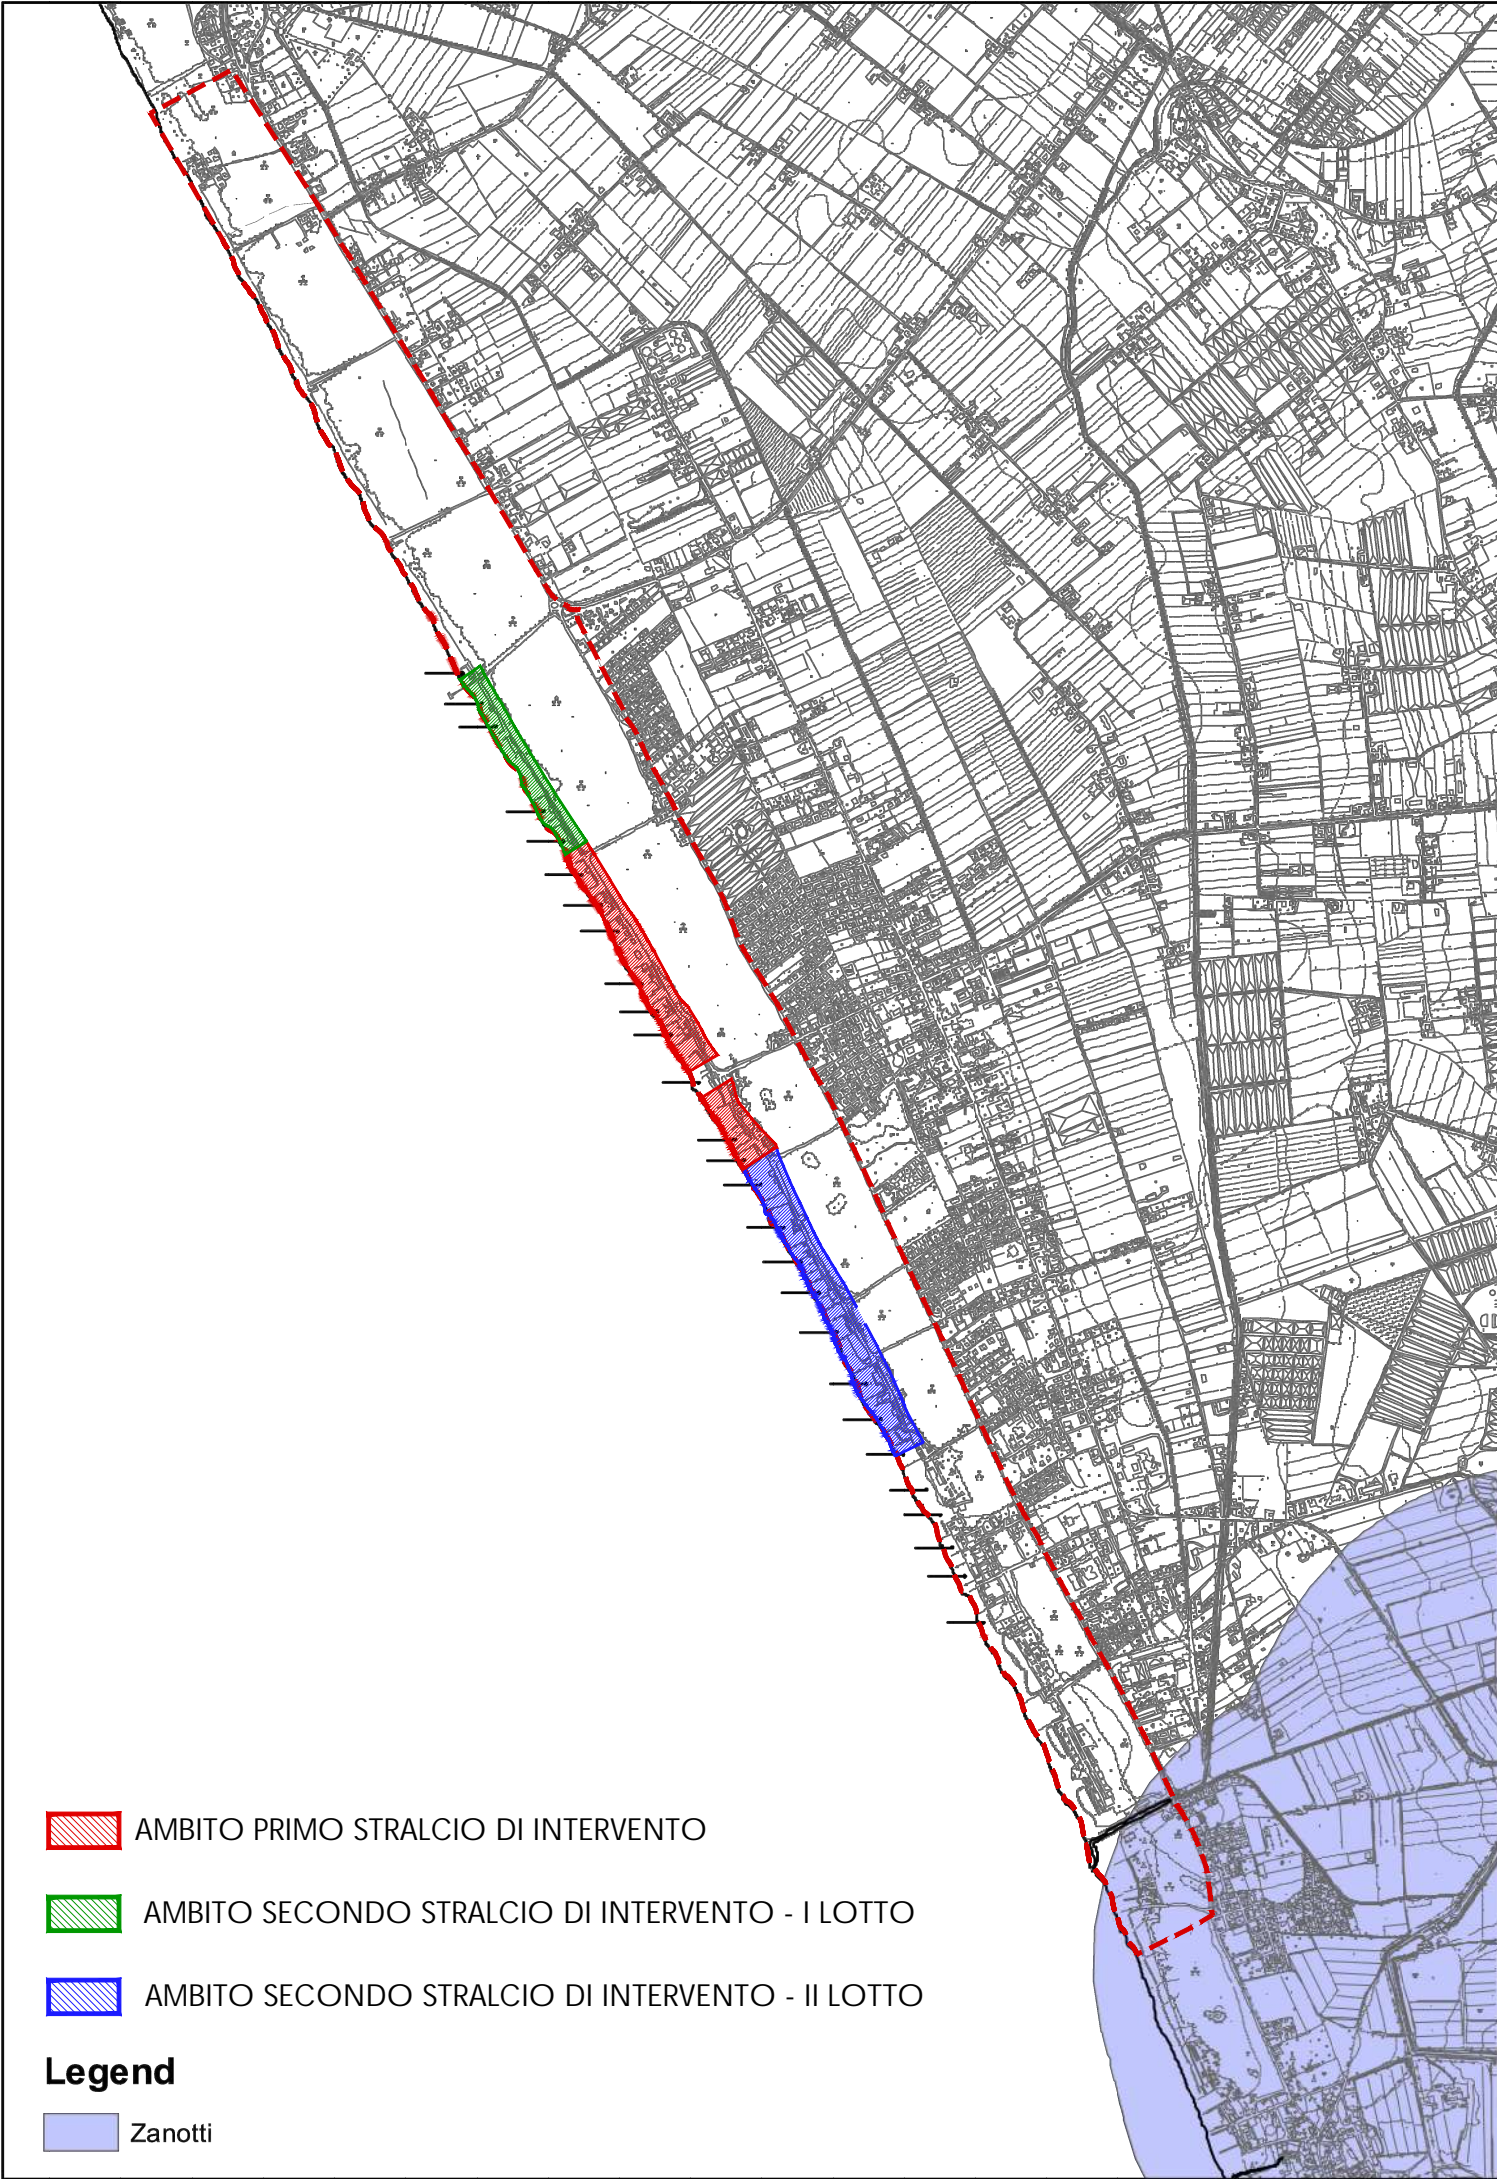 AMBITO PRIMO STRALCIO DI INTERVENTO
AMBITO SECONDO STRALCIO DI INTERVENTO - I LOTTO
AMBITO SECONDO STRALCIO DI INTERVENTO - II LOTTO
Legend
Zanotti